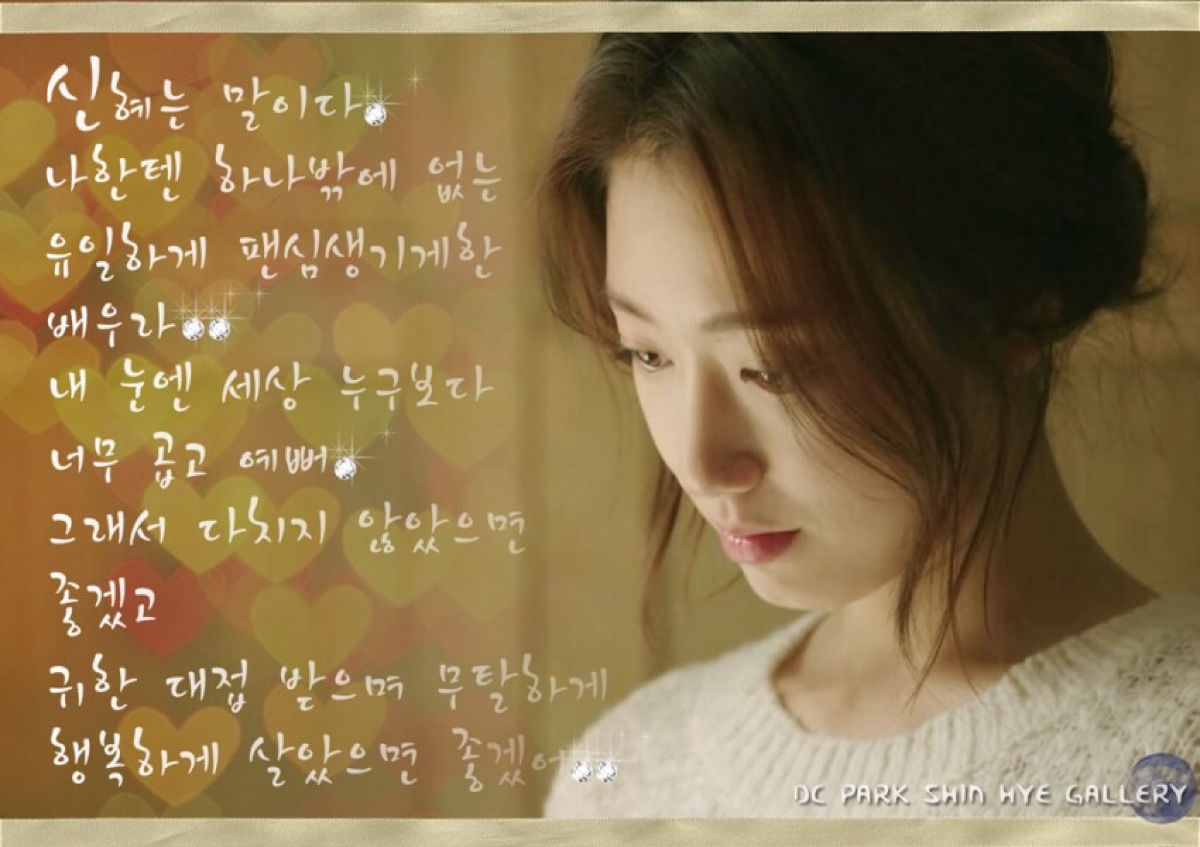 신혜는 말이다
나한텐 하나밖에 없는
유일하게 팬심생기게한
배우라
내 눈엔 세상 누구보다
너무 곱고 예뻐
그래서 다치지 않았으면
좋겠고
귀한 대접 받으며 무탈하게
행복하게 살았으면 좋겠어
DC PARK SHIN HYE GALLERY